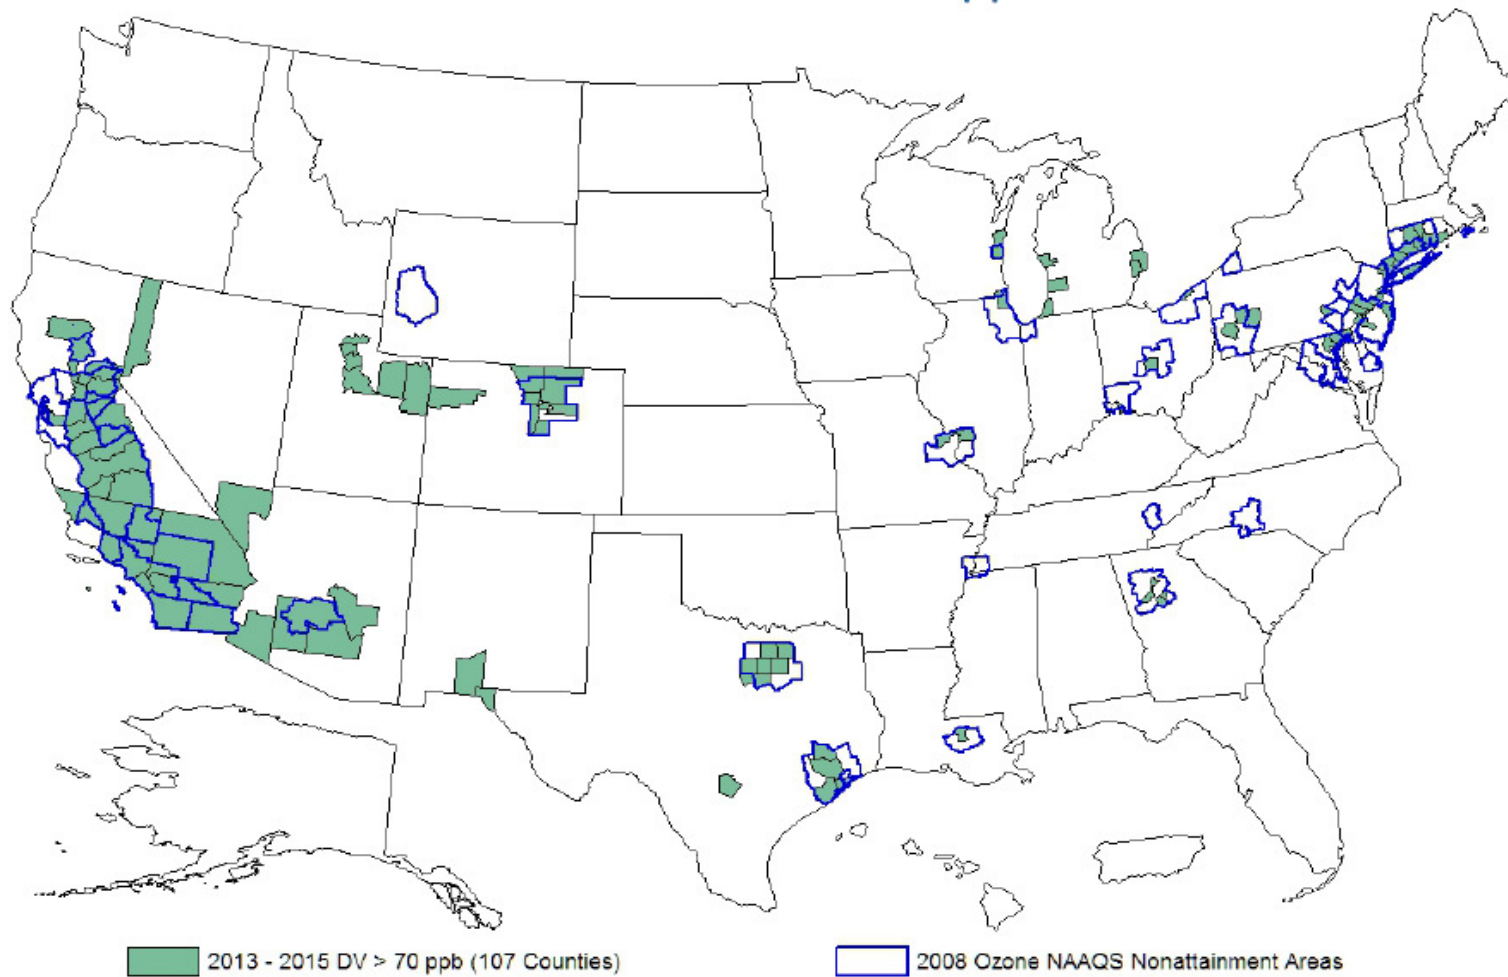 2013 - 2015 DV > 70 ppb (107 Counties)
2008 Ozone NAAQS Nonattainment Areas